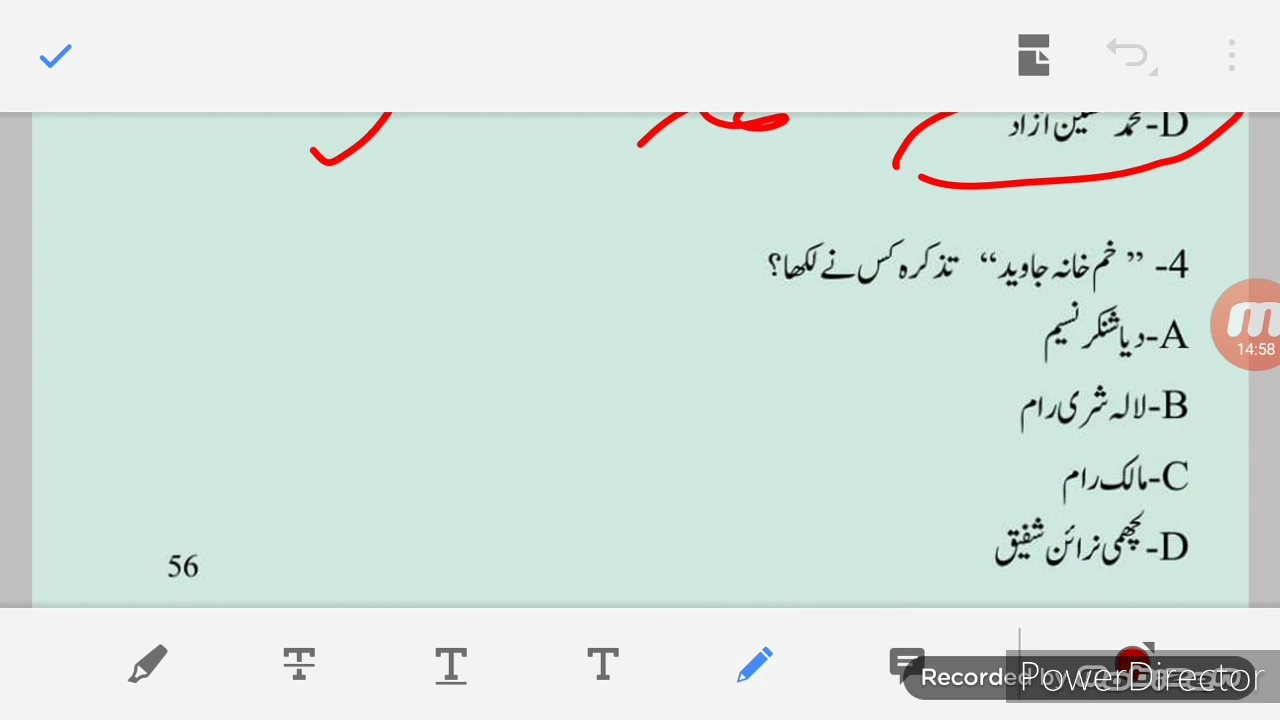 D-محمد حسین آزاد
4- ”خم خانہ جاوید“ تذکرہ کس نے لکھا؟
A-دیا شنکر نسیم
B-لالہ شری رام
C-مالک رام
D-لچھمی نرائن شفیق
56
14:58
T T T
Recorded by
PowerDirector